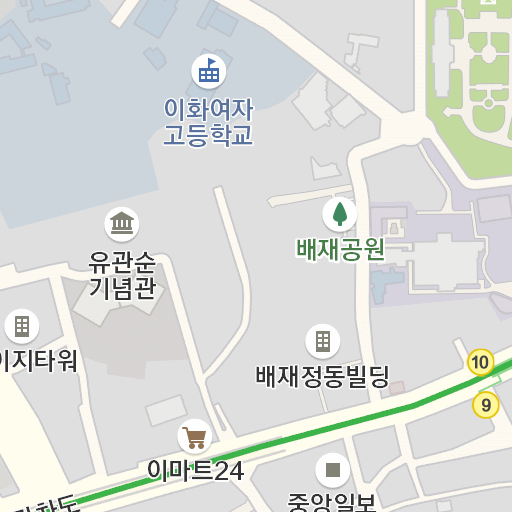 이화여자
고등학교
유관순
기념관
배재공원
이지타워
배재정동빌딩
10
9
이마트24
중앙일보